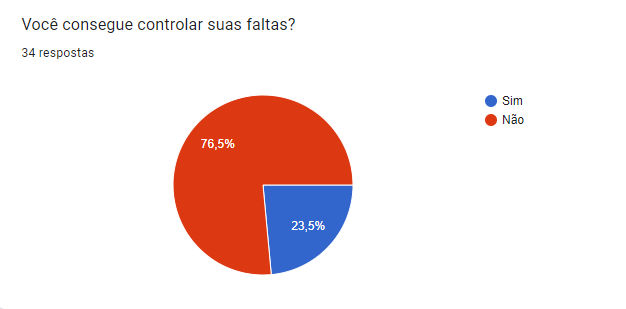 Você consegue controlar suas faltas?
34 respostas
Sim
Não
76,5%
23,5%